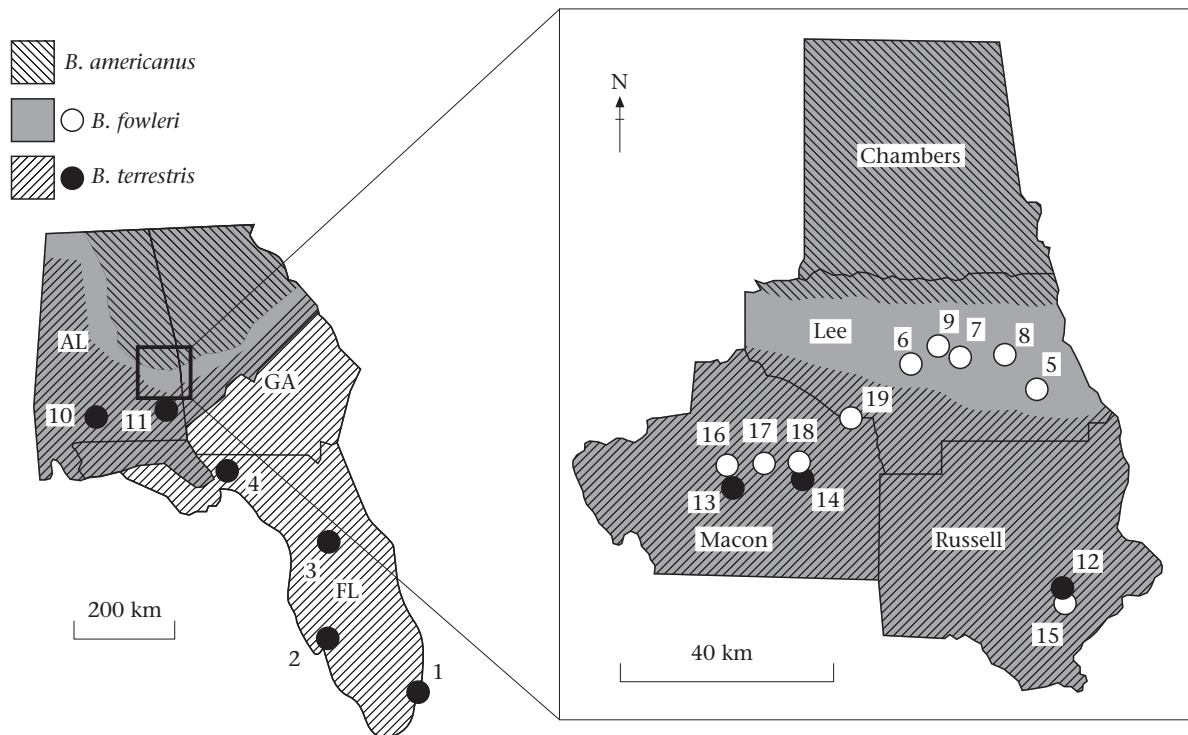 B. americanus
B. fowleri
B. terrestris
N
Chambers
AL
GA
10
11
4
3
FL
2
1
200 km
Lee
6
9
7
8
5
19
16
17
18
13
14
Macon
Russell
12
15
40 km